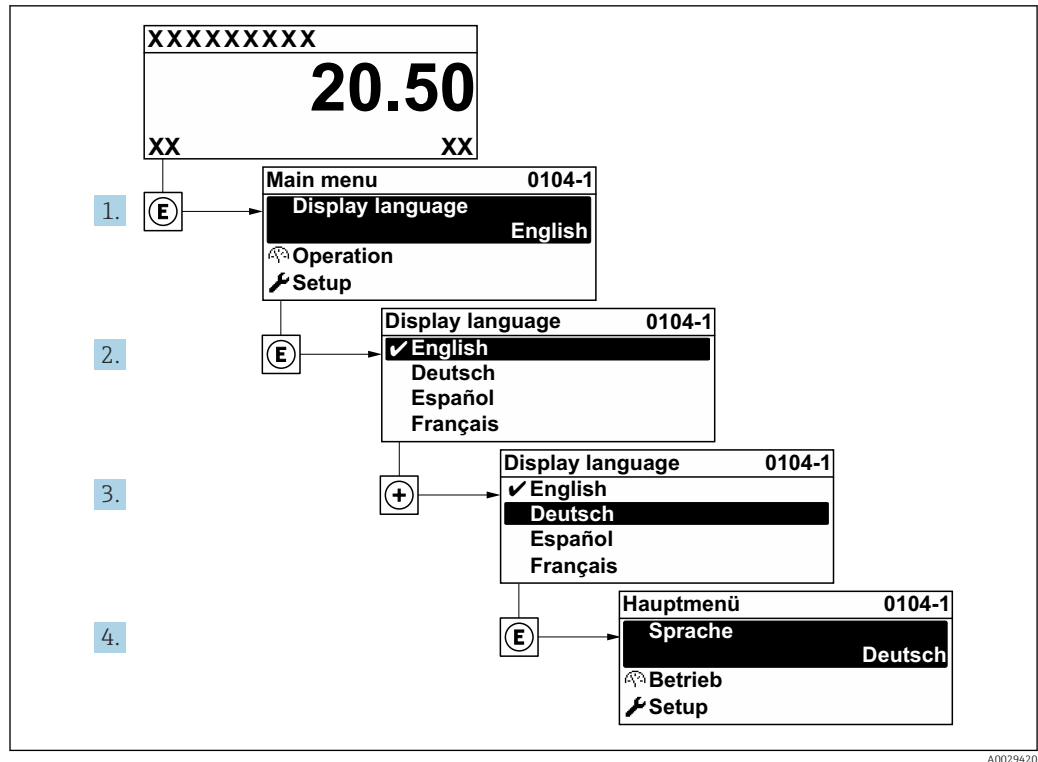 XXXXXXXXX
20.50
XX XX
Main menu 0104-1
1. E
Display language
English
Operation
Setup
Display language 0104-1
2. E
✔ English
Deutsch
Español
Français
Display language 0104-1
3. +
✔ English
Deutsch
Español
Français
Hauptmenü 0104-1
4. E
Sprache
Deutsch
Betrieb
Setup
A0029420